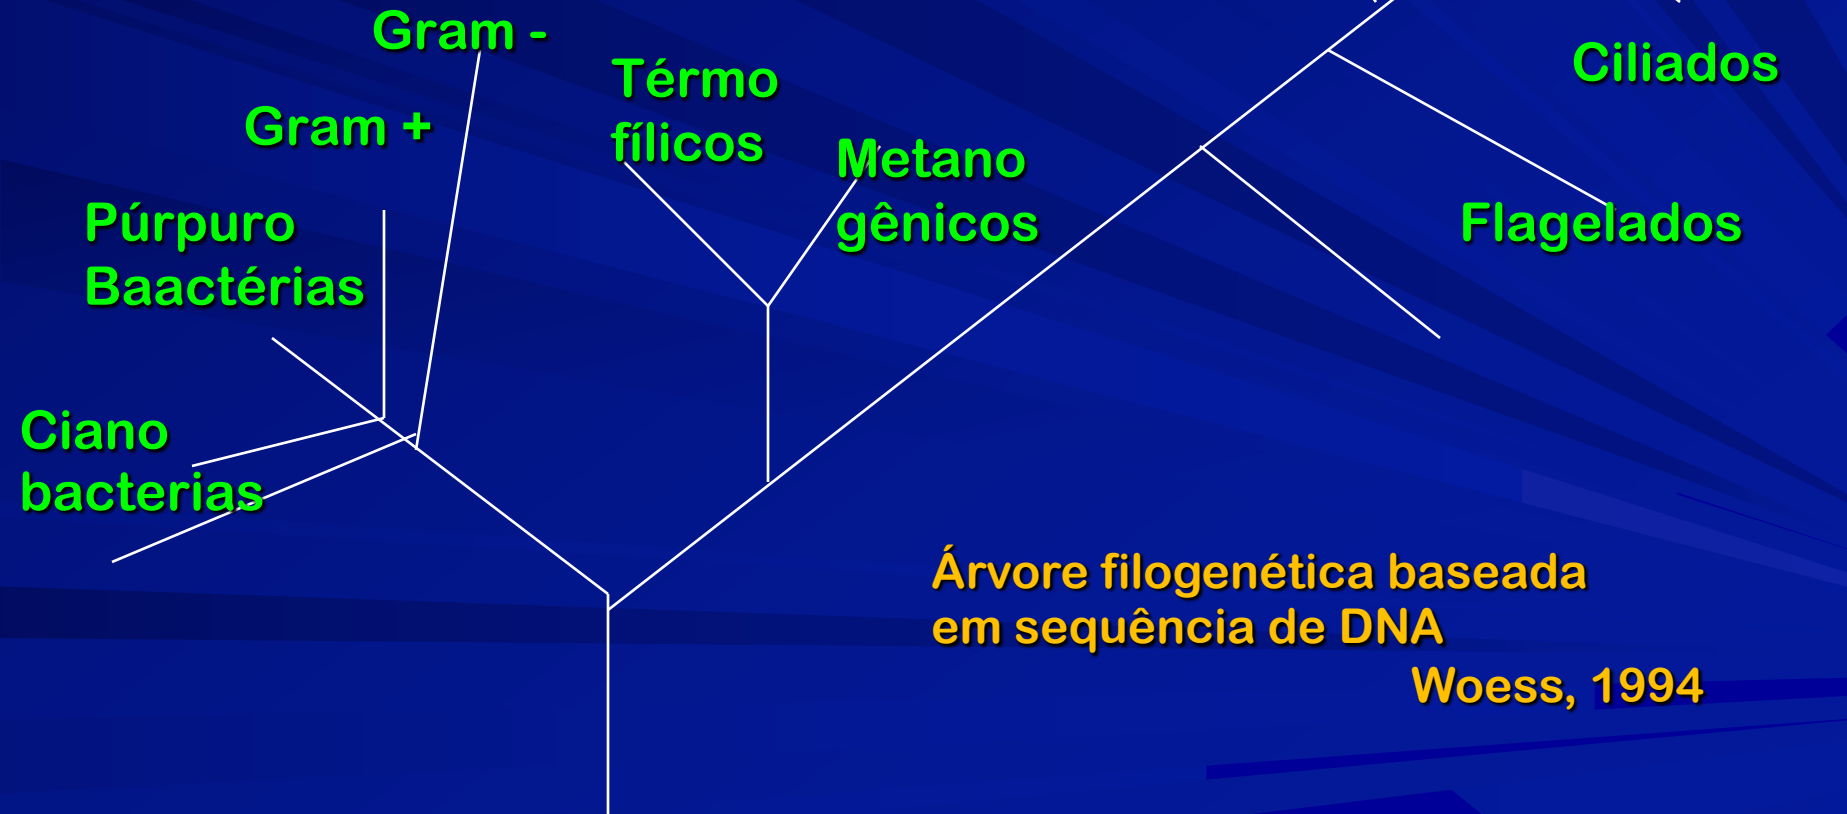 Gram -
Gram +
Térmo
fílicos
Metano
gênicos
Ciliados
Púrpuro
Baactérias
Flagelados
Ciano
bacterias
Árvore filogenética baseada
em sequência de DNA
Woess, 1994